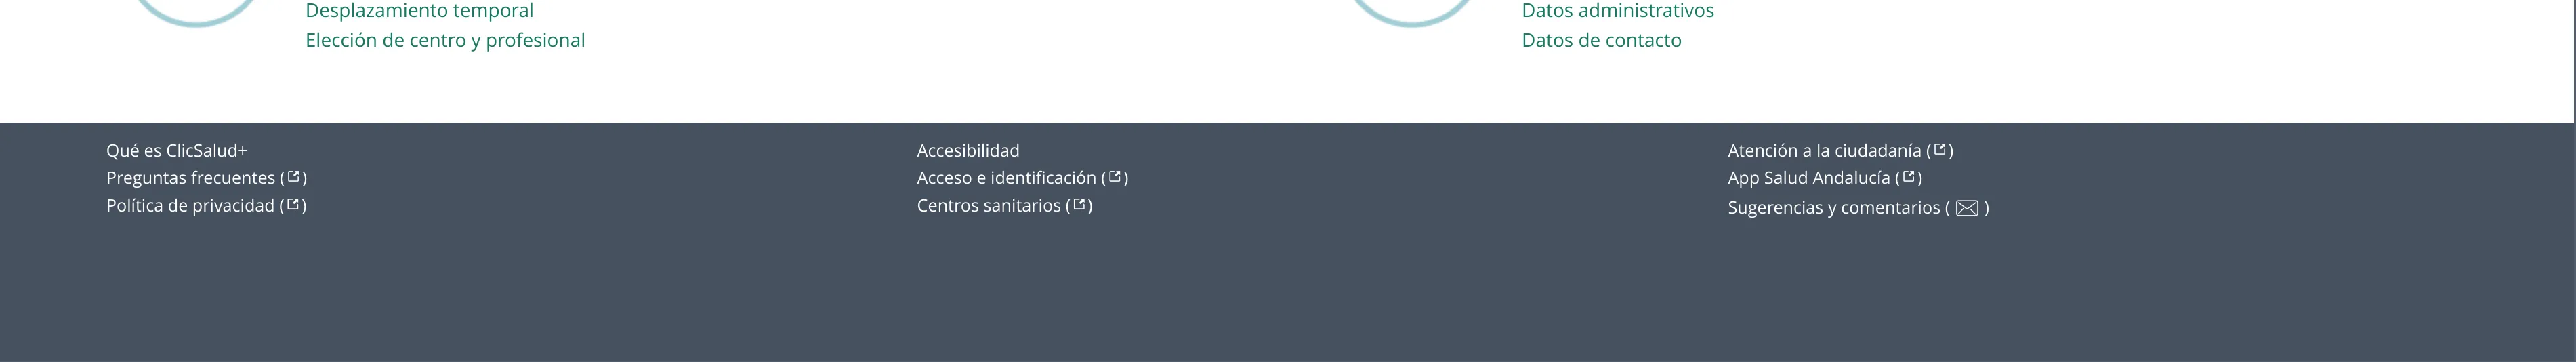 Desplazamiento temporal
Elección de centro y profesional
Datos administrativos
Datos de contacto
Qué es ClicSalud+
Preguntas frecuentes ( )
Política de privacidad ( )
Accesibilidad
Acceso e identificación ( )
Centros sanitarios ( )
Atención a la ciudadanía ( )
App Salud Andalucía ( )
Sugerencias y comentarios ( )